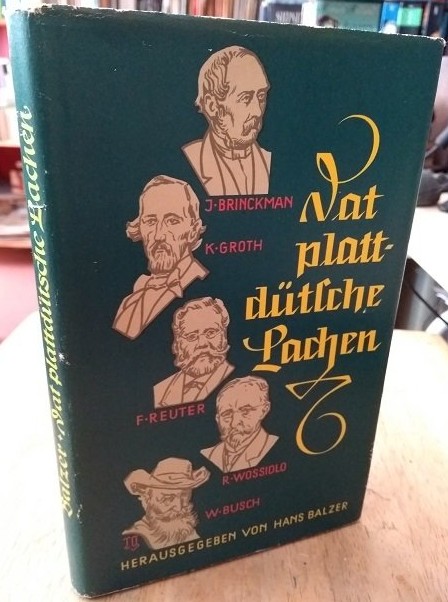 J·BRINCKMAN
K·GROTH
F·REUTER
R·WOSSIDLO
W·BUSCH
Dat
platt-
dütsche
Lachen
HERAUSGEGEBEN VON HANS BALZER
Balzer · Dat plattdütsche Lachen